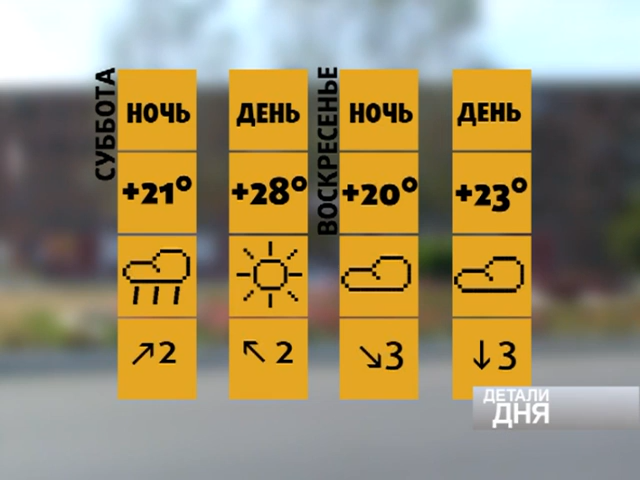 СУББОТА
НОЧЬ
+21°
2
ДЕНЬ
+28°
2
ВОСКРЕСЕНЬЕ
НОЧЬ
+20°
3
ДЕНЬ
+23°
3
ДЕТАЛИ
ДНЯ